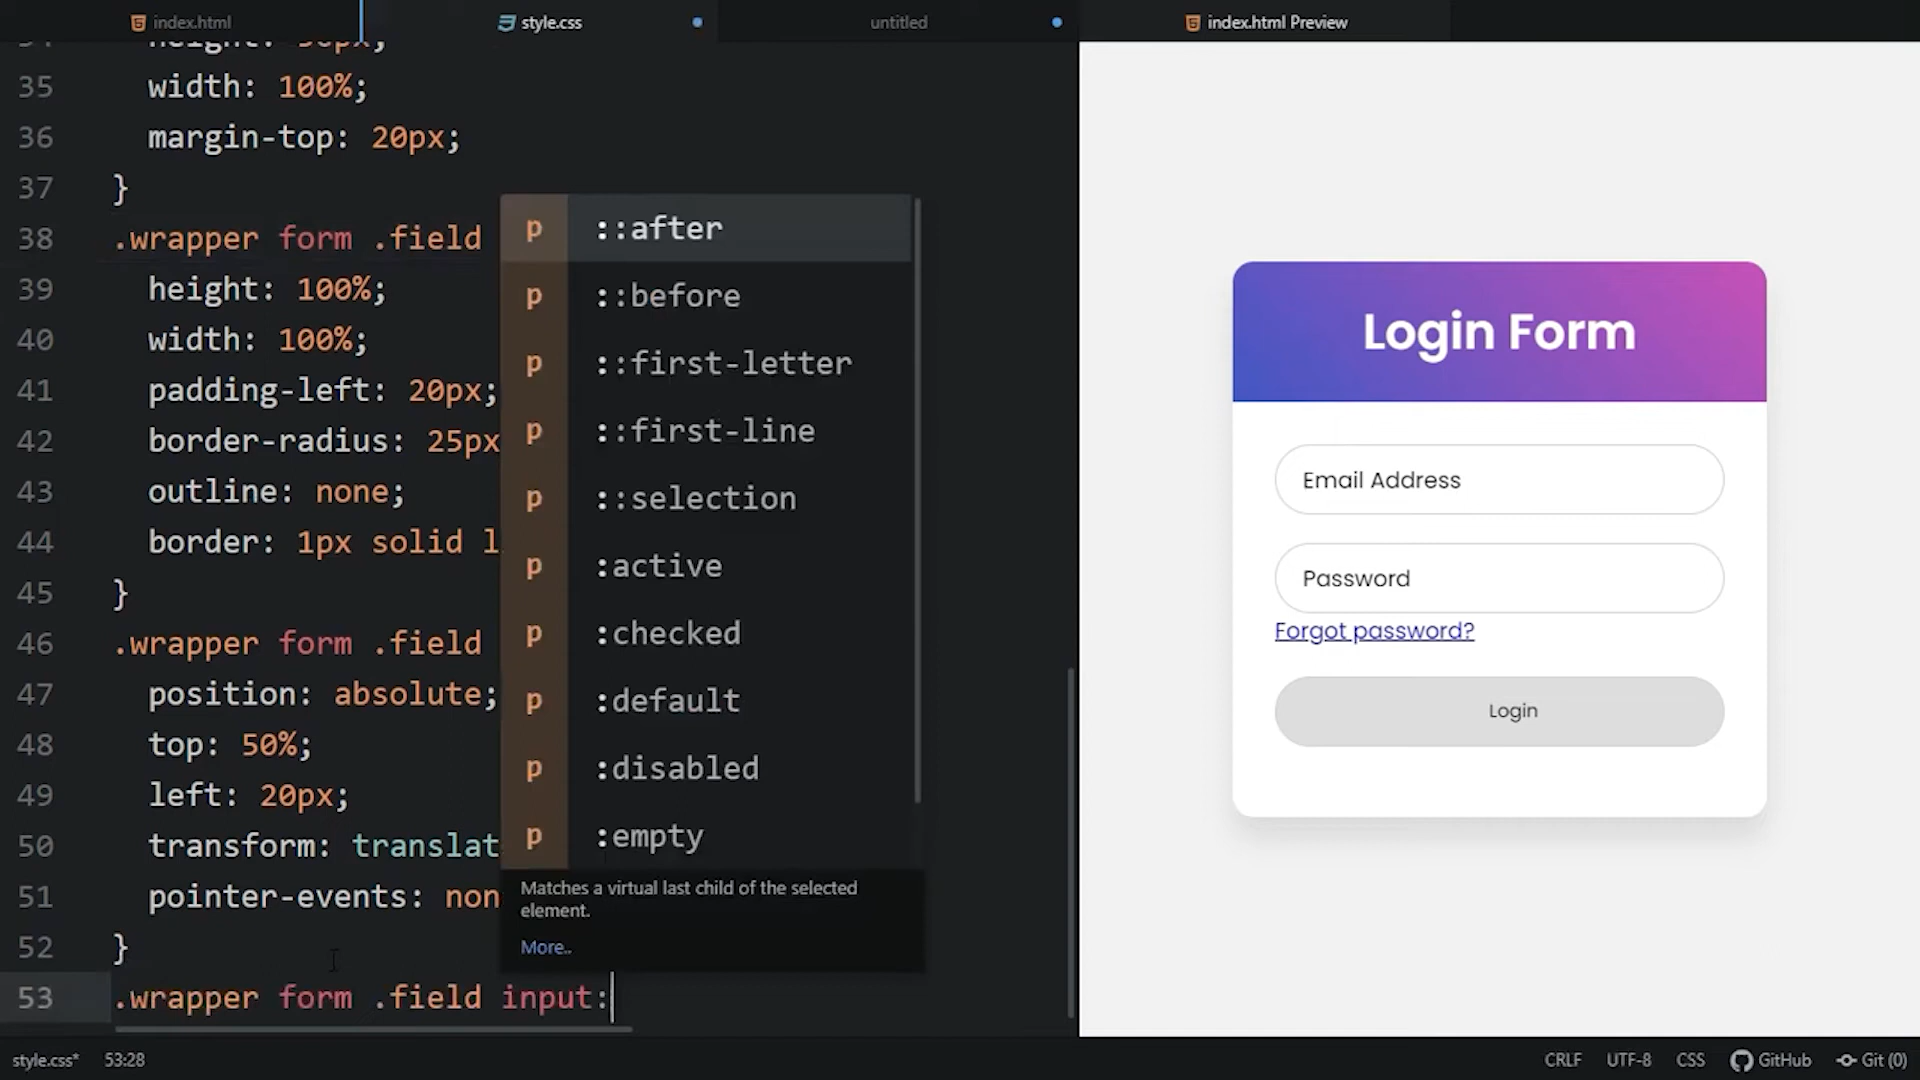 index.html
style.css
untitled
index.html Preview
35 width: 100%;
36 margin-top: 20px;
37 }
38 .wrapper form .field
39 height: 100%;
40 width: 100%;
41 padding-left: 20px;
42 border-radius: 25px
43 outline: none;
44 border: 1px solid l
45 }
46 .wrapper form .field
47 position: absolute;
48 top: 50%;
49 left: 20px;
50 transform: translat
51 pointer-events: non
52 }
53 .wrapper form .field input:
p ::after
p ::before
p ::first-letter
p ::first-line
p ::selection
p :active
p :checked
p :default
p :disabled
p :empty
Matches a virtual last child of the selected
element.
More..
Login Form
Email Address
Password
Forgot password?
Login
style.css* 53:28
CRLF UTF-8 CSS GitHub Git (0)